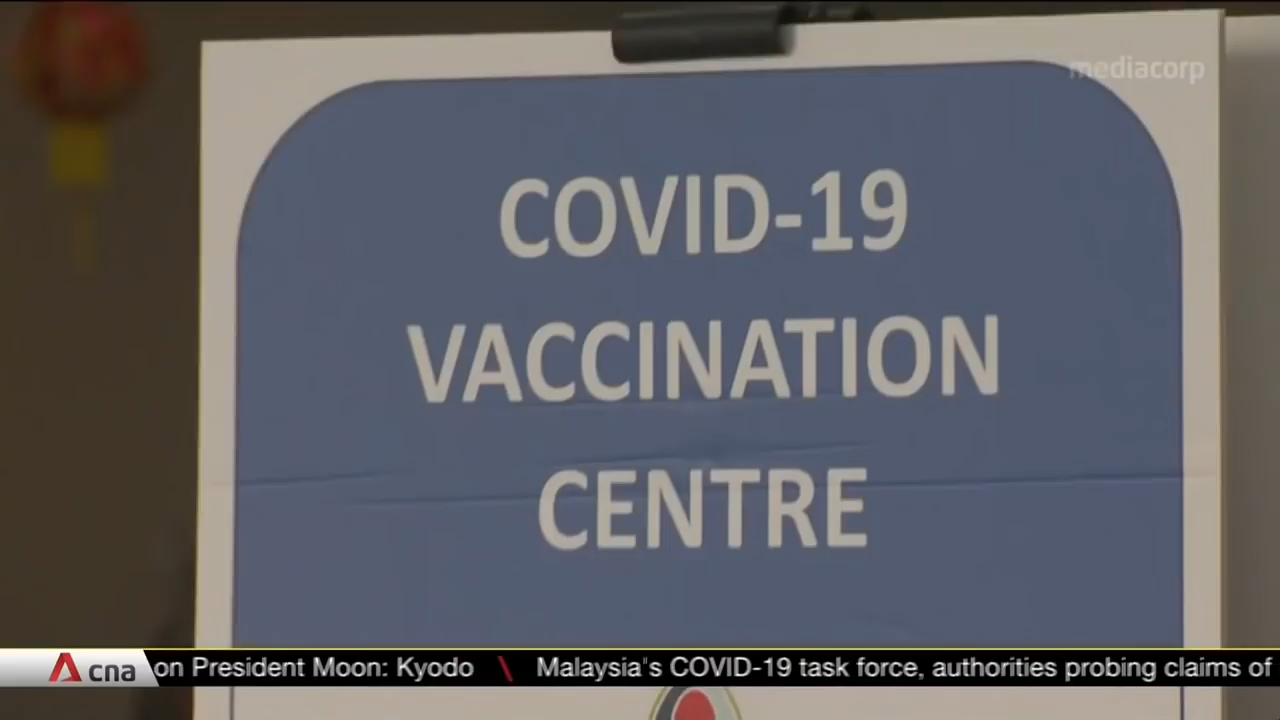 mediacorp
COVID-19
VACCINATION
CENTRE
cna
on President Moon: Kyodo \ Malaysia's COVID-19 task force, authorities probing claims of